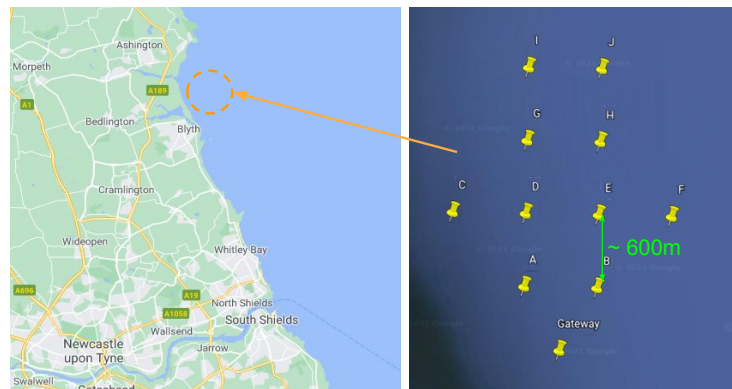 Ashington
Morpeth
A189
A1
Bedlington
Blyth
Cramlington
Wideopen
Whitley Bay
A696
A19
North Shields
A1058
South Shields
Wallsend
Newcastle
upon Tyne
Jarrow
Swalwell
I
J
G
H
C
D
E
F
~ 600m
A
B
Gateway